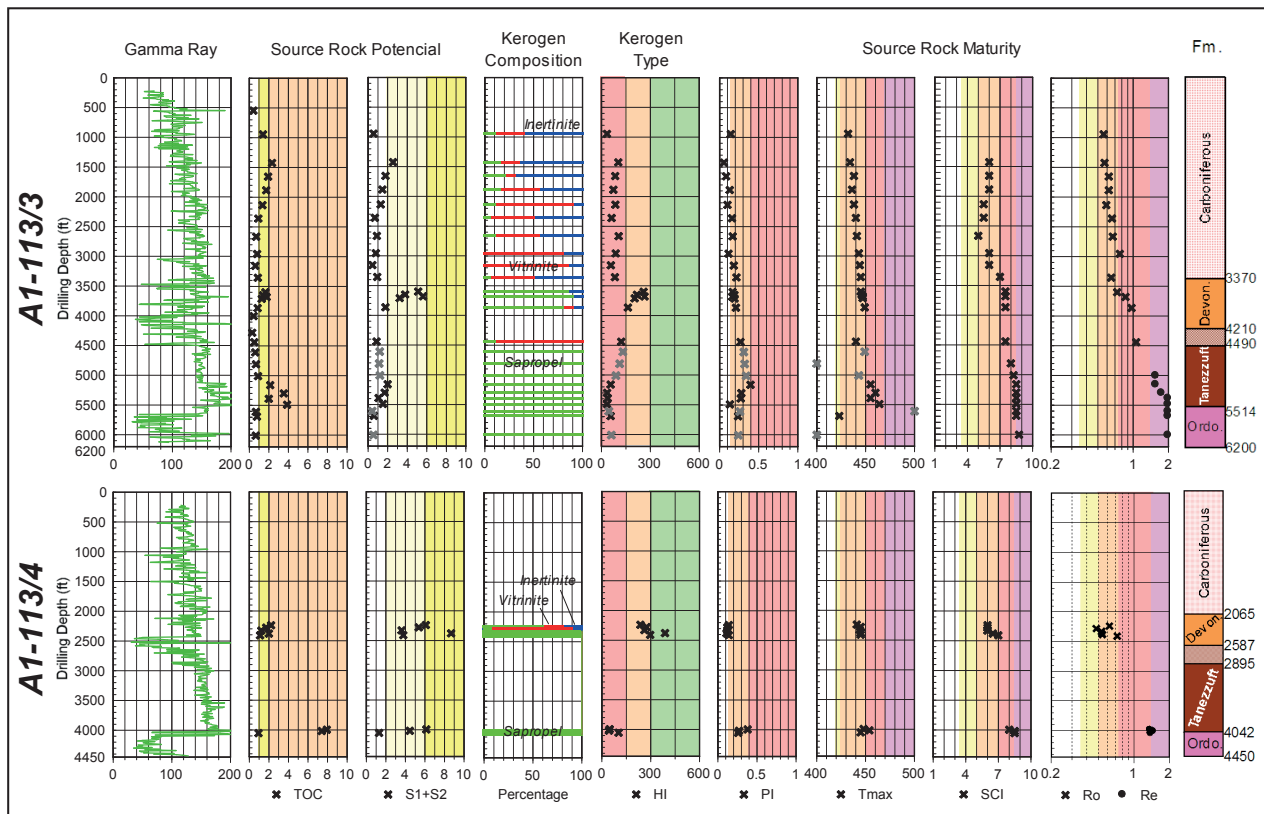 Gamma Ray
Source Rock Potencial
Kerogen
Composition
Kerogen
Type
Source Rock Maturity
Fm.
A1-113/3
Drilling Depth (ft)
0
500
1000
1500
2000
2500
3000
3500
4000
4500
5000
5500
6000
6200
Inertinite
Vitrinite
Sapropel
Carboniferous
3370
Devon.
4210
4490
Tanezzuft
5514
Ordo.
6200
0 100 200
0 2 4 6 8 10
0 2 4 6 8 10
0 50 100
0 300 600
0 0.5 1
400 450 500
1 4 7 10
0.2 1 2
A1-113/4
Drilling Depth (ft)
0
500
1000
1500
2000
2500
3000
3500
4000
4450
Inertinite
Vitrinite
Sapropel
Carboniferous
2065
Devon.
2587
2895
Tanezzuft
4042
Ordo.
4450
0 100 200
0 2 4 6 8 10
0 2 4 6 8 10
0 50 100
0 300 600
0 0.5 1
400 450 500
1 4 7 10
0.2 1 2
TOC
S1+S2
Percentage
HI
PI
Tmax
SCI
Ro
Re